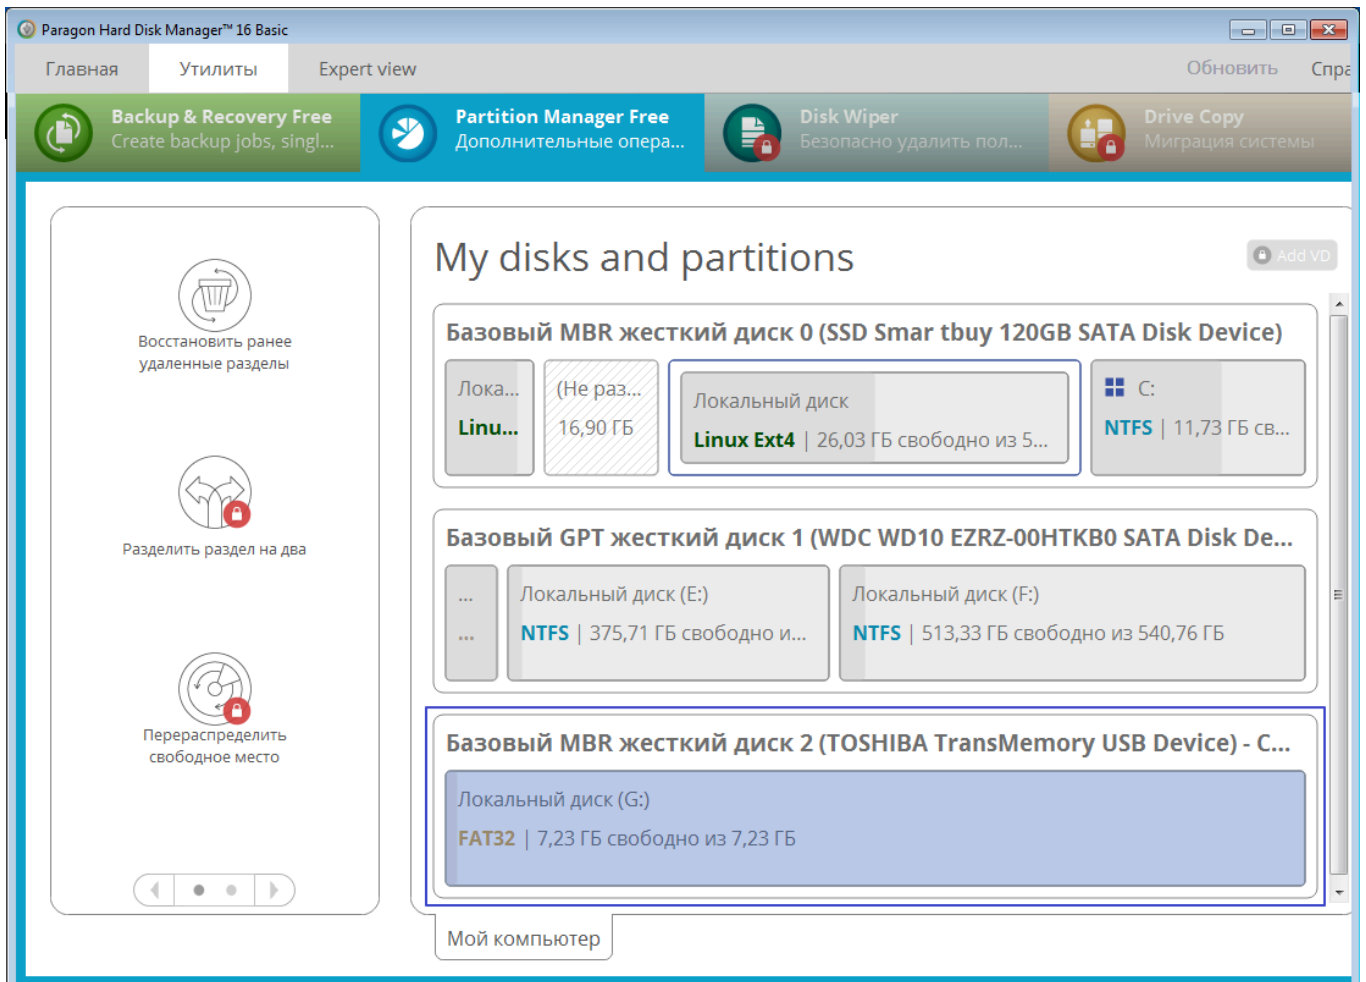 Paragon Hard Disk Manager™ 16 Basic
Главная Утилиты Expert view Обновить Спра
Backup & Recovery Free
Create backup jobs, singl...
Partition Manager Free
Дополнительные опера...
Disk Wiper
Безопасно удалить пол...
Drive Copy
Миграция системы
Восстановить ранее
удаленные разделы
Разделить раздел на два
Перераспределить
свободное место
My disks and partitions
Add VD
Базовый MBR жесткий диск 0 (SSD Smar tbuy 120GB SATA Disk Device)
Лока...
Linu...
(Не раз...
16,90 ГБ
Локальный диск
Linux Ext4 | 26,03 ГБ свободно из 5...
C:
NTFS | 11,73 ГБ св...
Базовый GPT жесткий диск 1 (WDC WD10 EZRZ-00HTKB0 SATA Disk De...
...
...
Локальный диск (E:)
NTFS | 375,71 ГБ свободно и...
Локальный диск (F:)
NTFS | 513,33 ГБ свободно из 540,76 ГБ
Базовый MBR жесткий диск 2 (TOSHIBA TransMemory USB Device) - C...
Локальный диск (G:)
FAT32 | 7,23 ГБ свободно из 7,23 ГБ
Мой компьютер